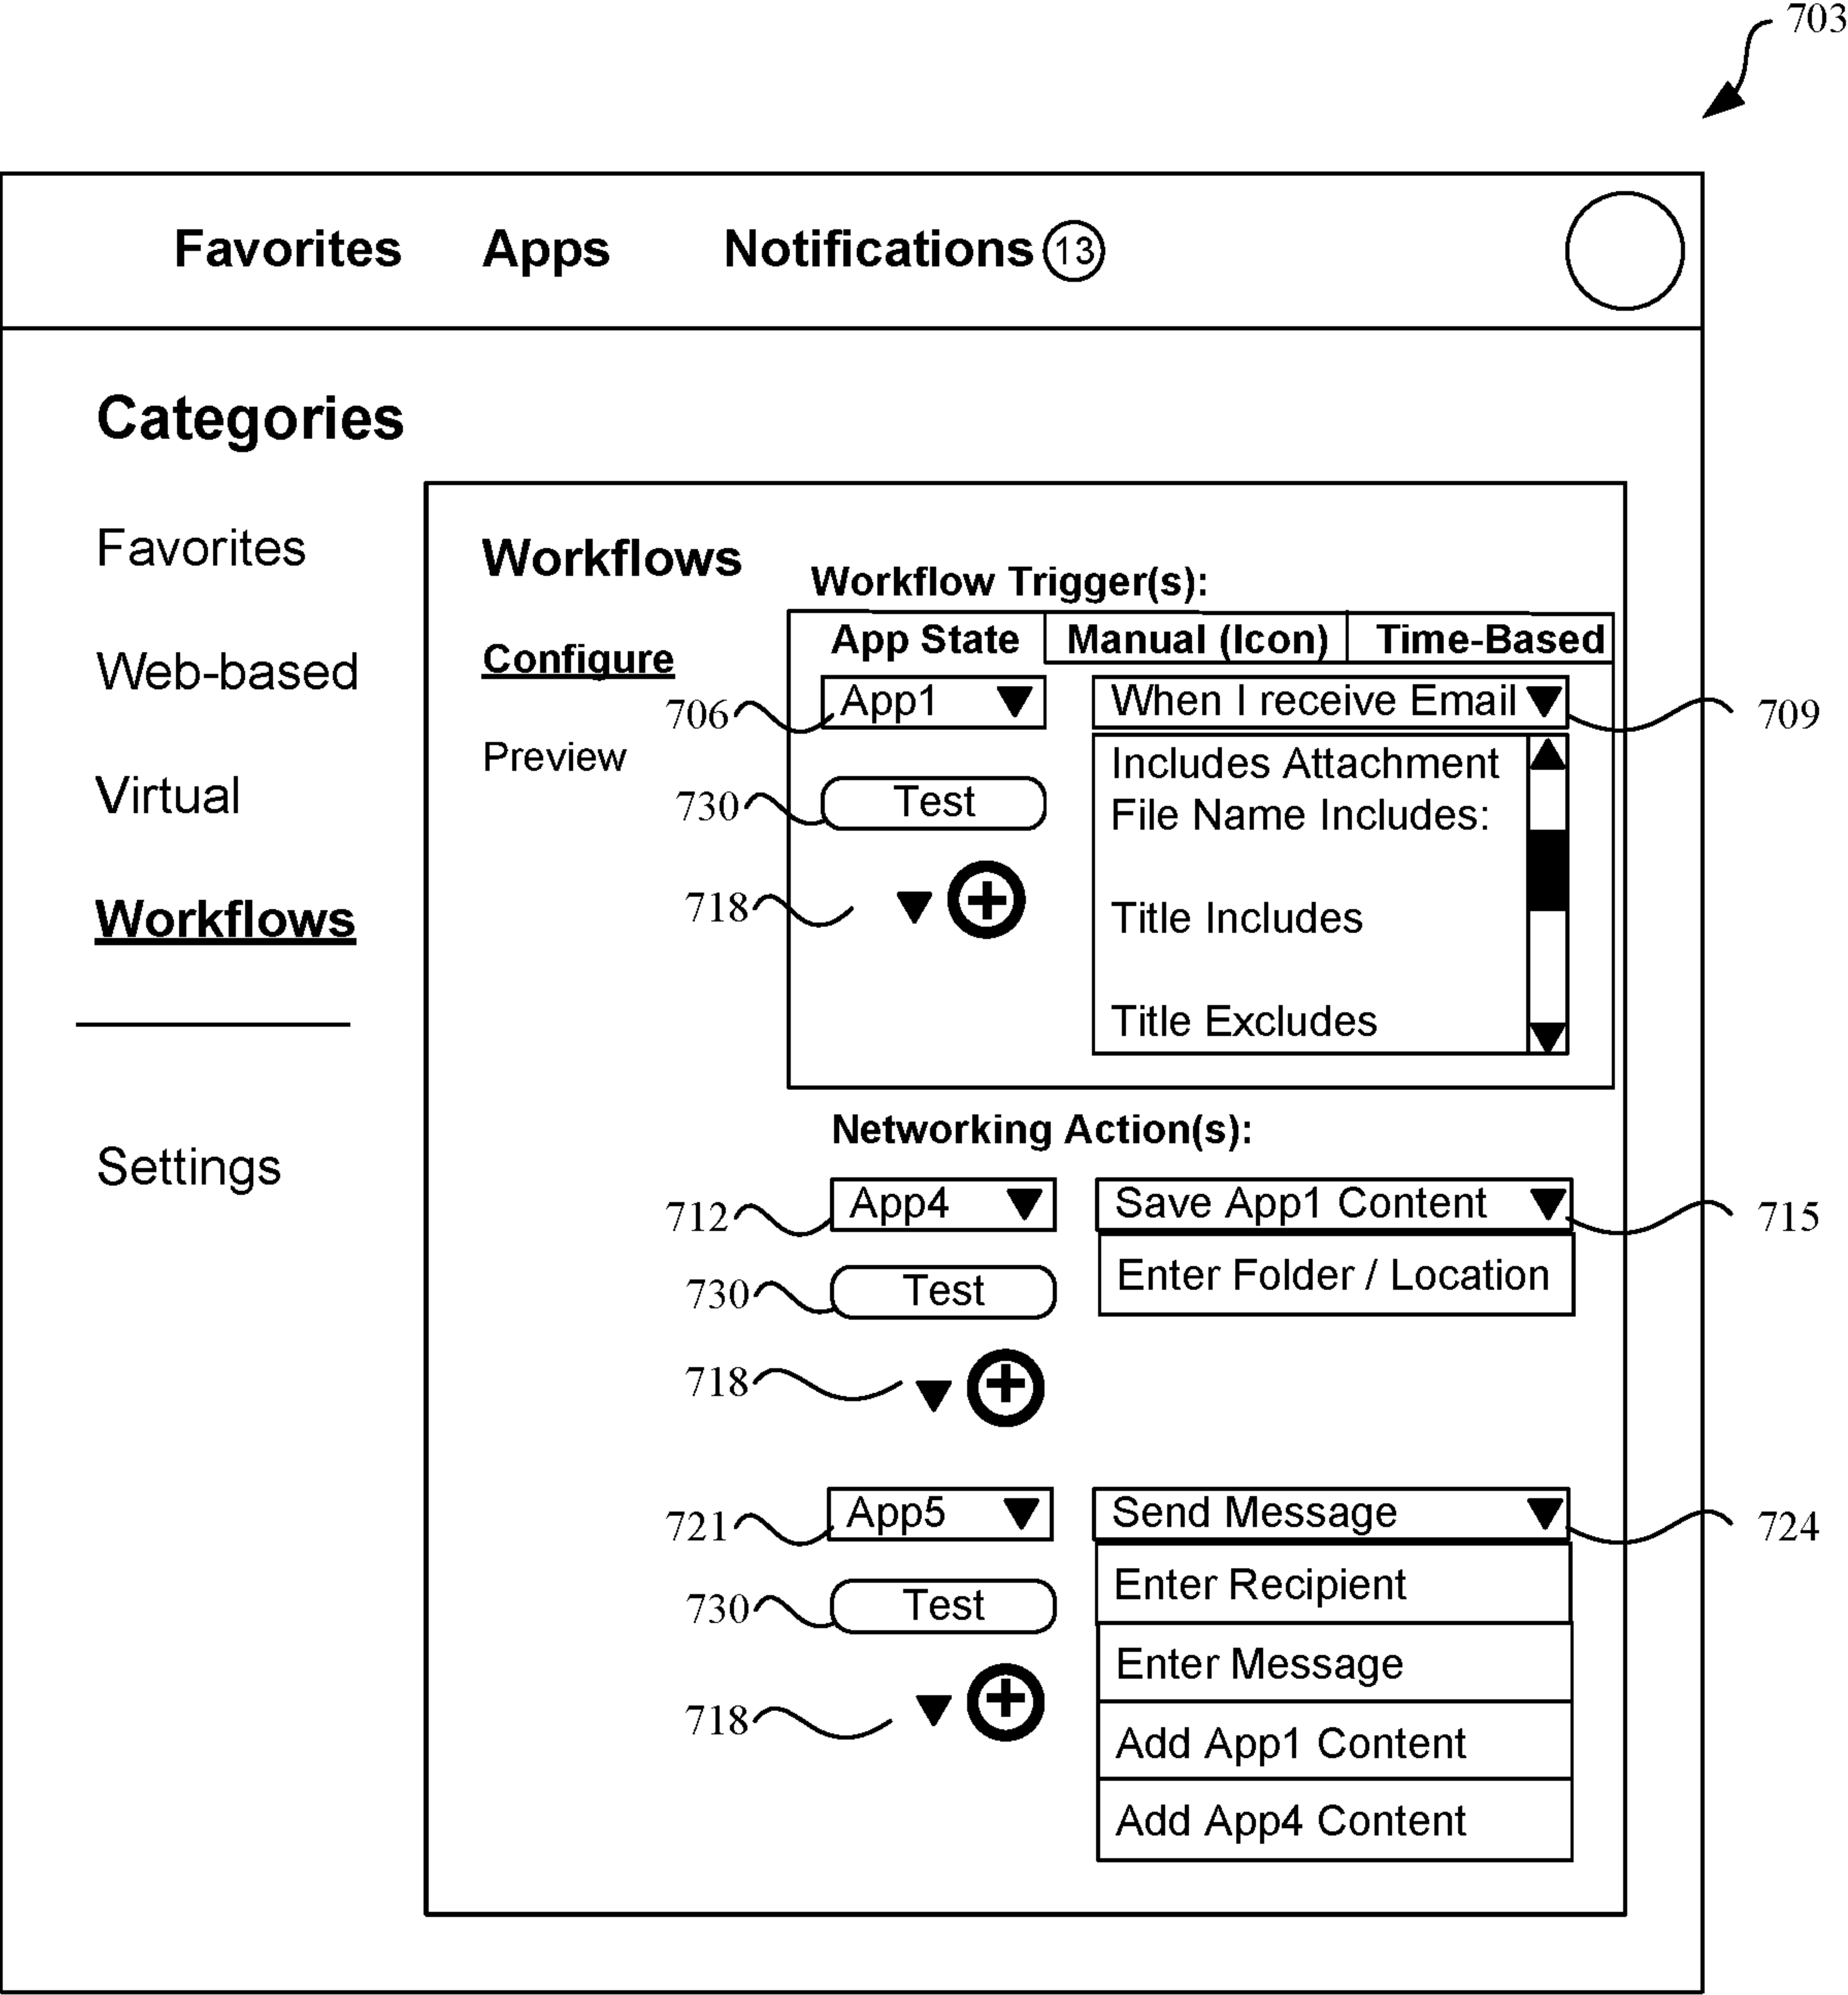 703
Favorites Apps Notifications 13
Categories
Favorites
Web-based
Virtual
Workflows
Settings
Workflows
Configure
Preview
Workflow Trigger(s):
App State Manual (Icon) Time-Based
706 App1 When I receive Email 709
Includes Attachment
730 Test File Name Includes:
718 Title Includes
Title Excludes
Networking Action(s):
712 App4 Save App1 Content 715
730 Test Enter Folder / Location
718
721 App5 Send Message 724
Enter Recipient
730 Test
Enter Message
718
Add App1 Content
Add App4 Content